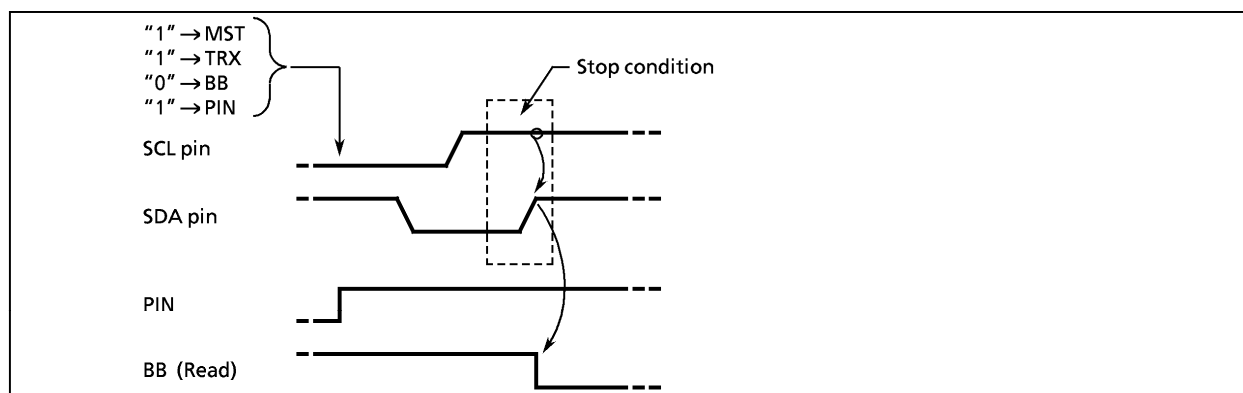 “1” → MST
“1” → TRX
“0” → BB
“1” → PIN
Stop condition
SCL pin
SDA pin
PIN
BB (Read)